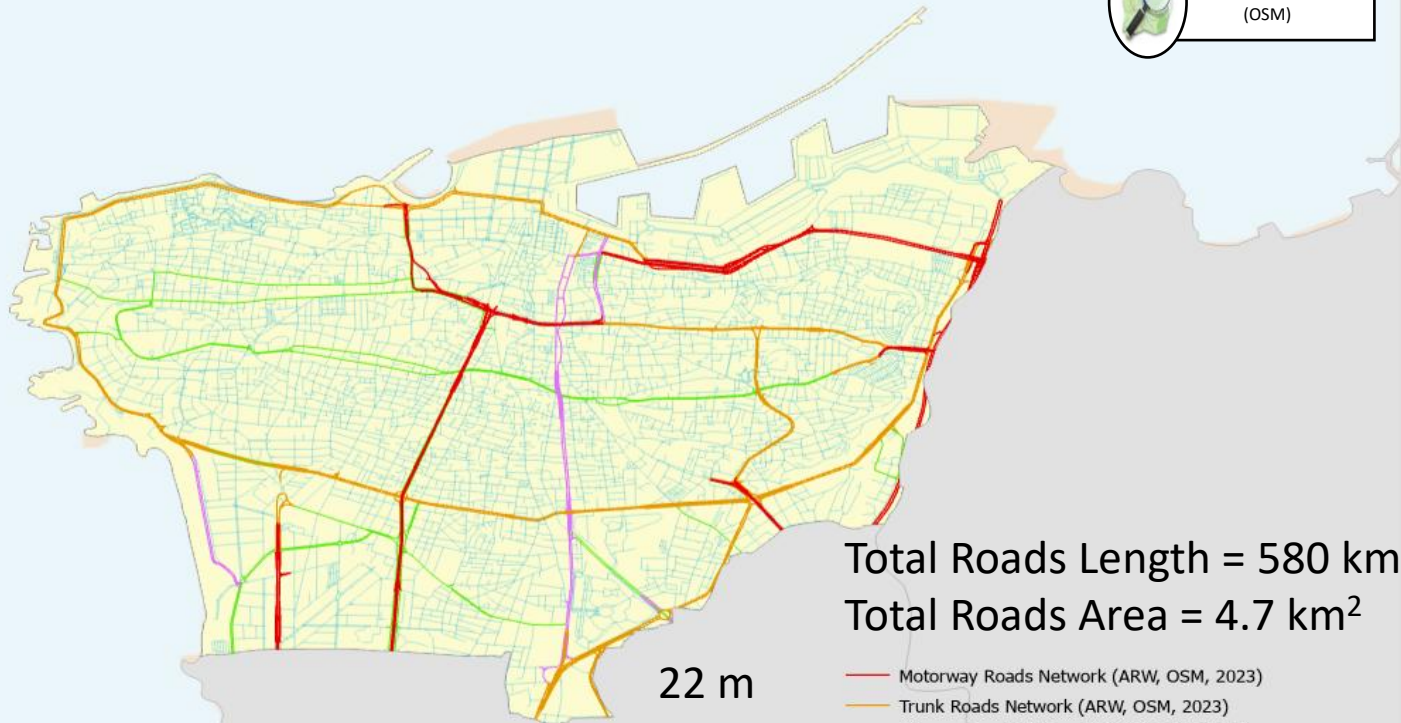 (OSM)
Total Roads Length = 580 km
Total Roads Area = 4.7 km²
22 m
Motorway Roads Network (ARW, OSM, 2023)
Trunk Roads Network (ARW, OSM, 2023)